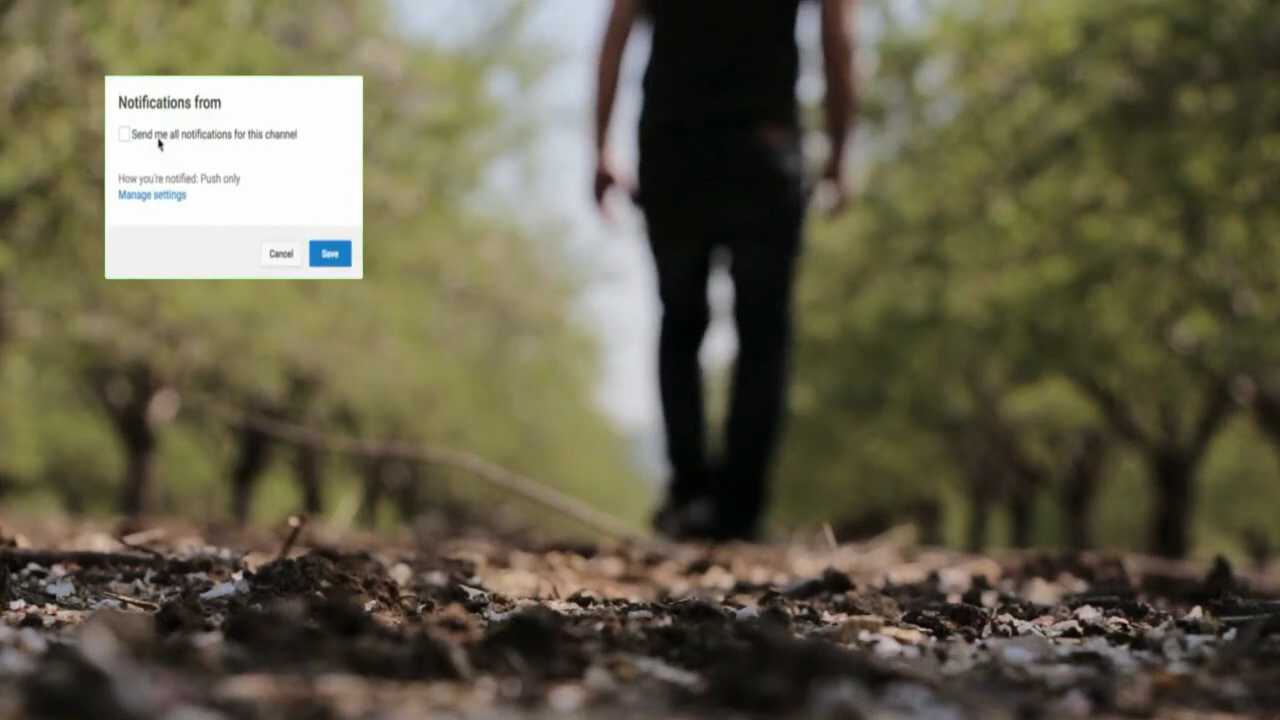 Notifications from
Send me all notifications for this channel
How you're notified: Push only
Manage settings
Cancel
Save